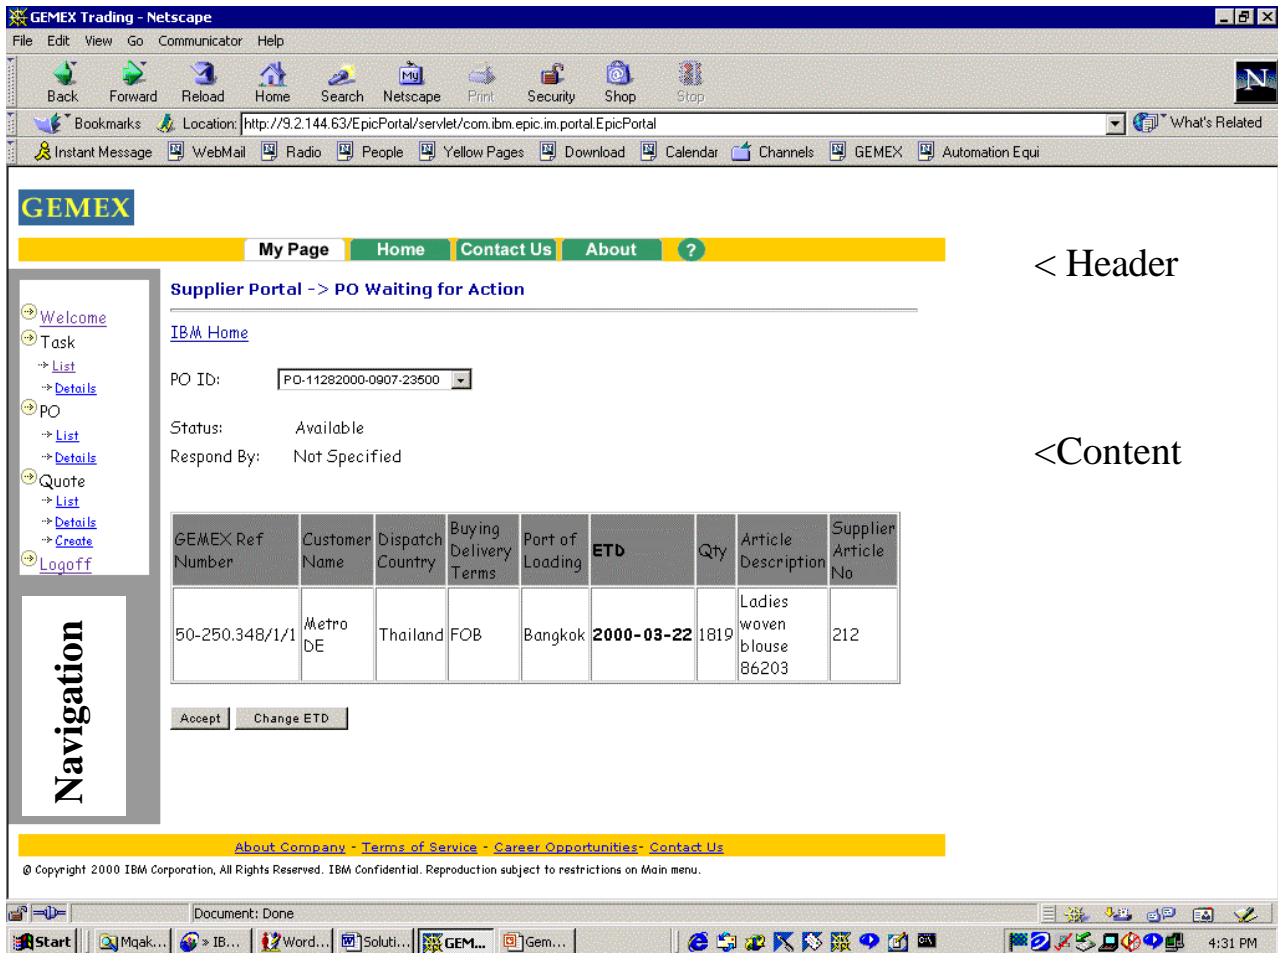 GEMEX Trading - Netscape
File Edit View Go Communicator Help
Back Forward Reload Home Search Netscape Print Security Shop Stop
My
N
Bookmarks Location: http://9.2.144.63/EpicPortal/servlet/com.ibm.epic.im.portal.EpicPortal What's Related
Instant Message WebMail Radio People Yellow Pages Download Calendar Channels GEMEX Automation Equi
GEMEX
My Page Home Contact Us About ?
< Header
Supplier Portal -> PO Waiting for Action
Welcome
Task
List
Details
PO
List
Details
Quote
List
Details
Create
Logoff
Navigation
IBM Home
PO ID: PO-11282000-0907-23500
Status: Available
Respond By: Not Specified
<Content
GEMEX Ref Number Customer Name Dispatch Country Buying Delivery Terms Port of Loading ETD Qty Article Description Supplier Article No
50-250.348/1/1 Metro DE Thailand FOB Bangkok 2000-03-22 1819 Ladies woven blouse 86203 212
Accept Change ETD
About Company - Terms of Service - Career Opportunities- Contact Us
@ Copyright 2000 IBM Corporation, All Rights Reserved. IBM Confidential. Reproduction subject to restrictions on Main menu.
Document: Done
Start Mqak... » IB... Word... Soluti... GEM... Gem... 4:31 PM